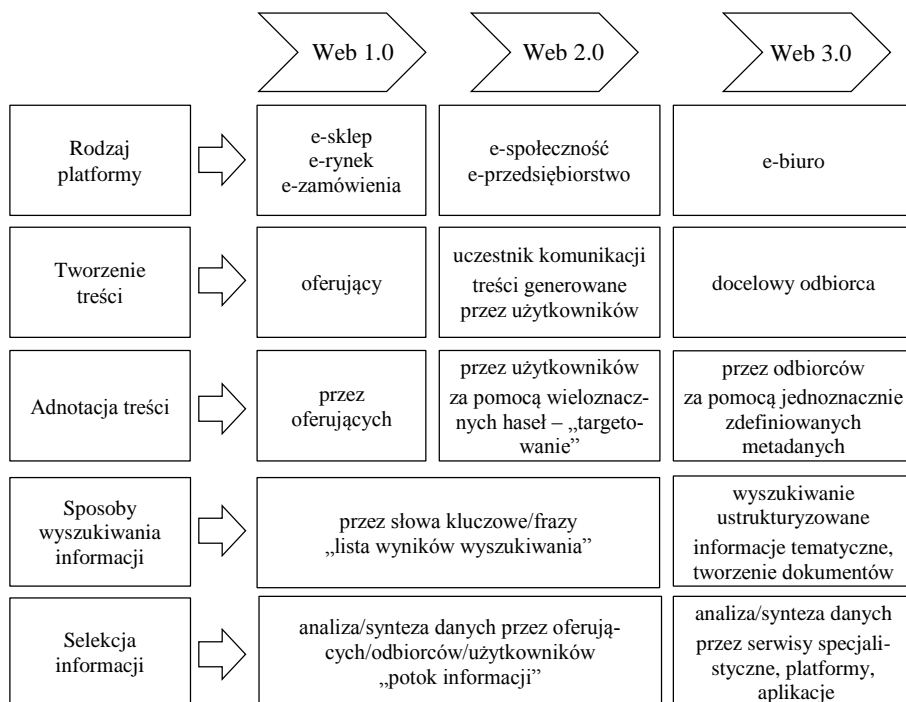 Web 1.0
Web 2.0
Web 3.0
Rodzaj
platformy
e-sklep
e-rynek
e-zamówienia
e-społeczność
e-przedsiębiorstwo
e-biuro
Tworzenie
treści
oferujący
uczestnik komunikacji
treści generowane
przez użytkowników
docelowy odbiorca
Adnotacja treści
przez
oferujących
przez użytkowników
za pomocą wieloznacz-
nych haseł – „targeto-
wanie”
przez odbiorców
za pomocą jednoznacznie
zdefiniowanych
metadanych
Sposoby
wyszukiwania
informacji
przez słowa kluczowe/frazy
„lista wyników wyszukiwania”
wyszukiwanie
ustrukturyzowane
informacje tematyczne,
tworzenie dokumentów
Selekcja
informacji
analiza/synteza danych przez oferują-
cych/odbiorców/użytkowników
„potok informacji”
analiza/synteza danych
przez serwisy specjali-
styczne, platformy,
aplikacje